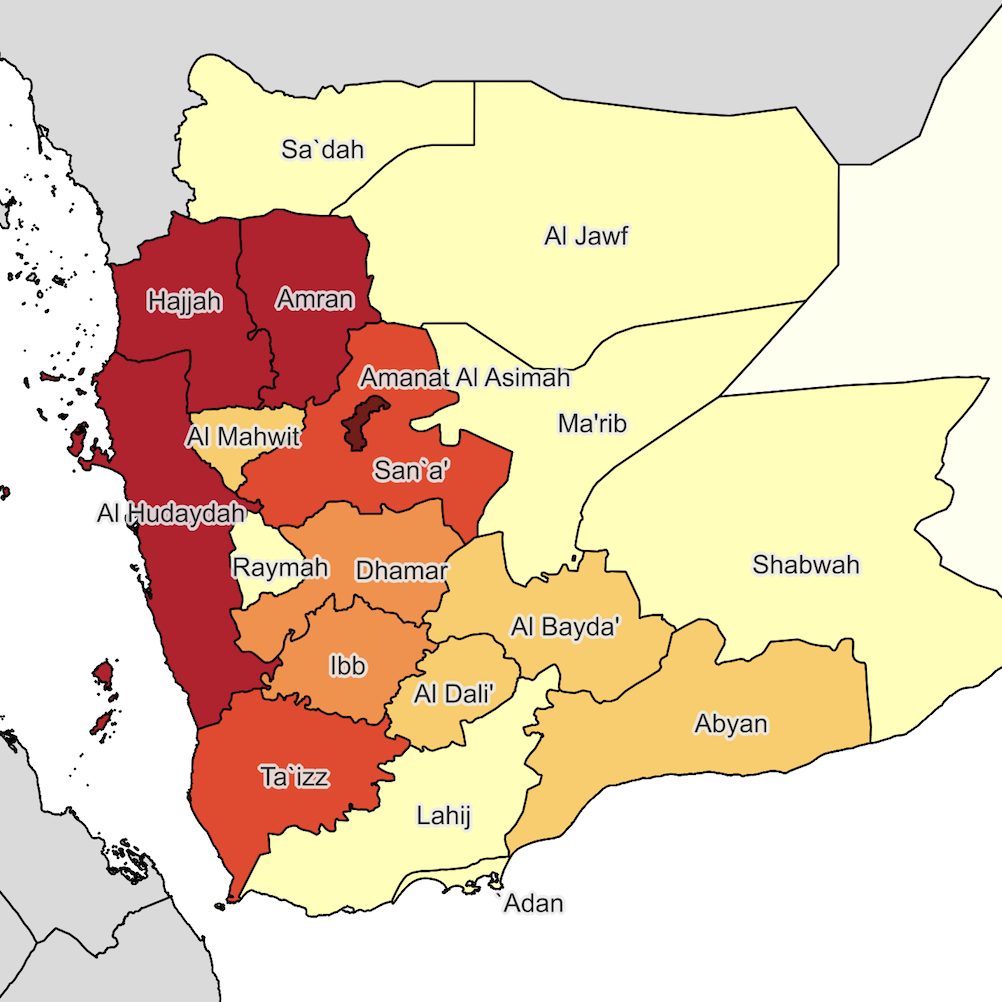 Sa`dah
Al Jawf
Hajjah
Amran
Amanat Al Asimah
Al Mahwit
Ma'rib
San`a'
Al Hudaydah
Raymah
Dhamar
Shabwah
Al Bayda'
Ibb
Al Dali'
Abyan
Ta`izz
Lahij
`Adan